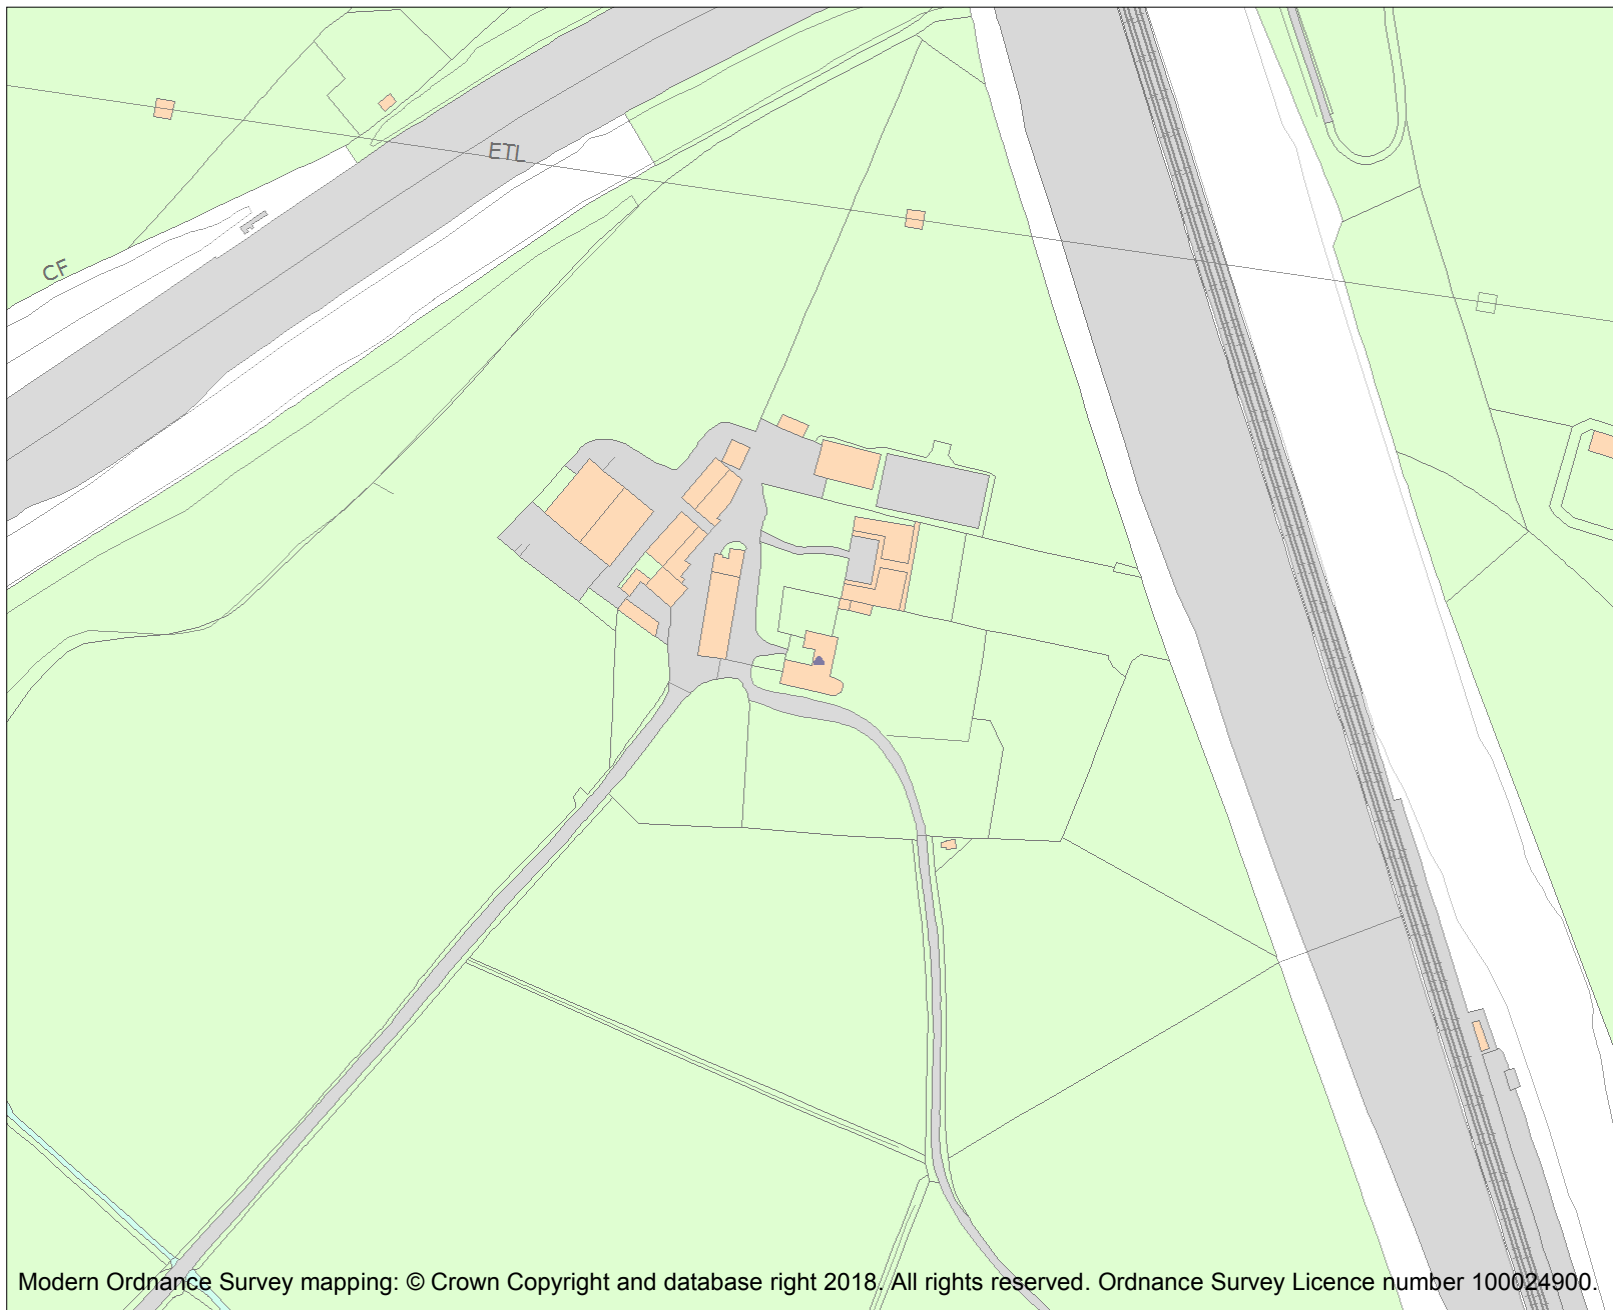 ETL
CF
Modern Ordnance Survey mapping: © Crown Copyright and database right 2018. All rights reserved. Ordnance Survey Licence number 100024900.